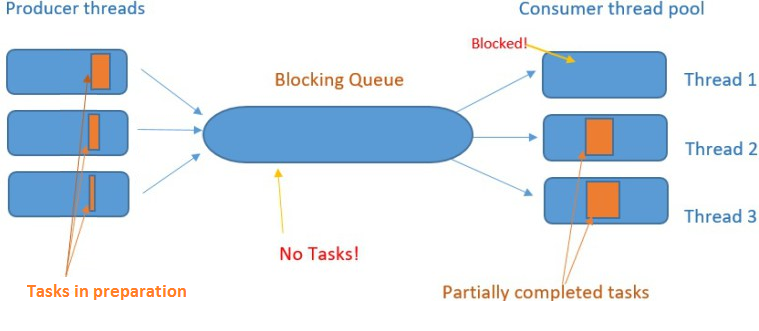 Producer threads
Consumer thread pool
Blocked!
Blocking Queue
Thread 1
Thread 2
Thread 3
No Tasks!
Tasks in preparation
Partially completed tasks